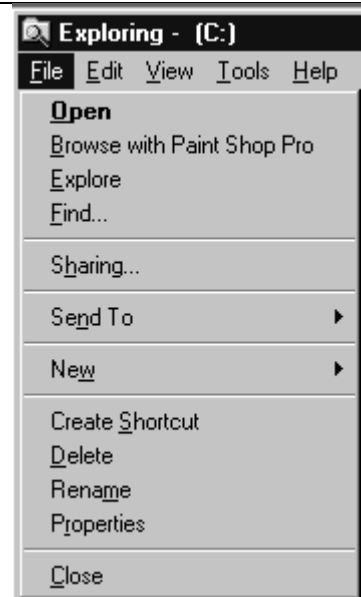 Exploring - (C:)
File Edit View Tools Help
Open
Browse with Paint Shop Pro
Explore
Find...
Sharing...
Send To
New
Create Shortcut
Delete
Rename
Properties
Close